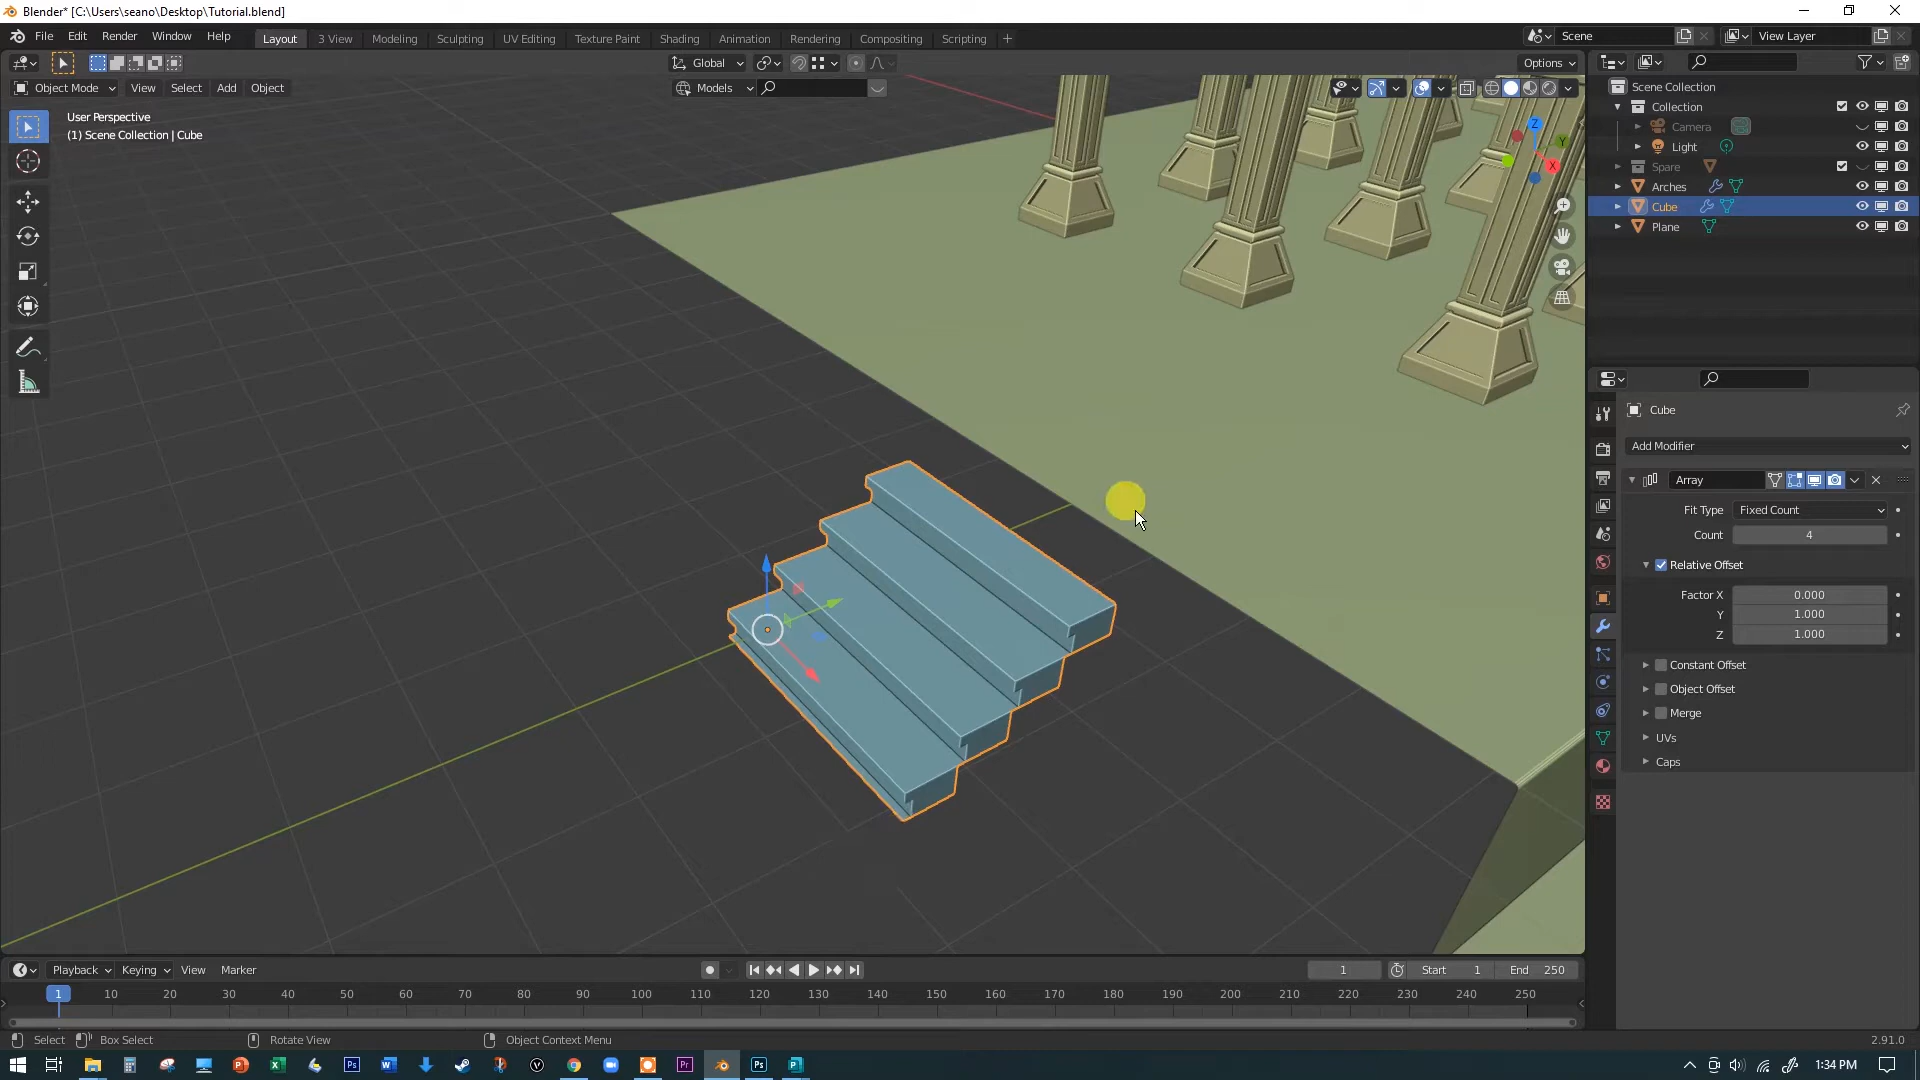 Blender* [C:\Users\seano\Desktop\Tutorial.blend]
File Edit Render Window Help
Layout 3 View Modeling Sculpting UV Editing Texture Paint Shading Animation Rendering Compositing Scripting +
Scene
View Layer
Global
Options
Object Mode View Select Add Object
Models
User Perspective
(1) Scene Collection | Cube
Z
Y
X
Scene Collection
Collection
Camera
Light
Spare
Arches
Cube
Plane
Cube
Add Modifier
Array
Fit Type Fixed Count
Count 4
Relative Offset
Factor X 0.000
Y 1.000
Z 1.000
Constant Offset
Object Offset
Merge
UVs
Caps
Playback Keying View Marker
1 Start 1 End 250
1 10 20 30 40 50 60 70 80 90 100 110 120 130 140 150 160 170 180 190 200 210 220 230 240 250
Select Box Select Rotate View Object Context Menu
2.91.0
1:34 PM